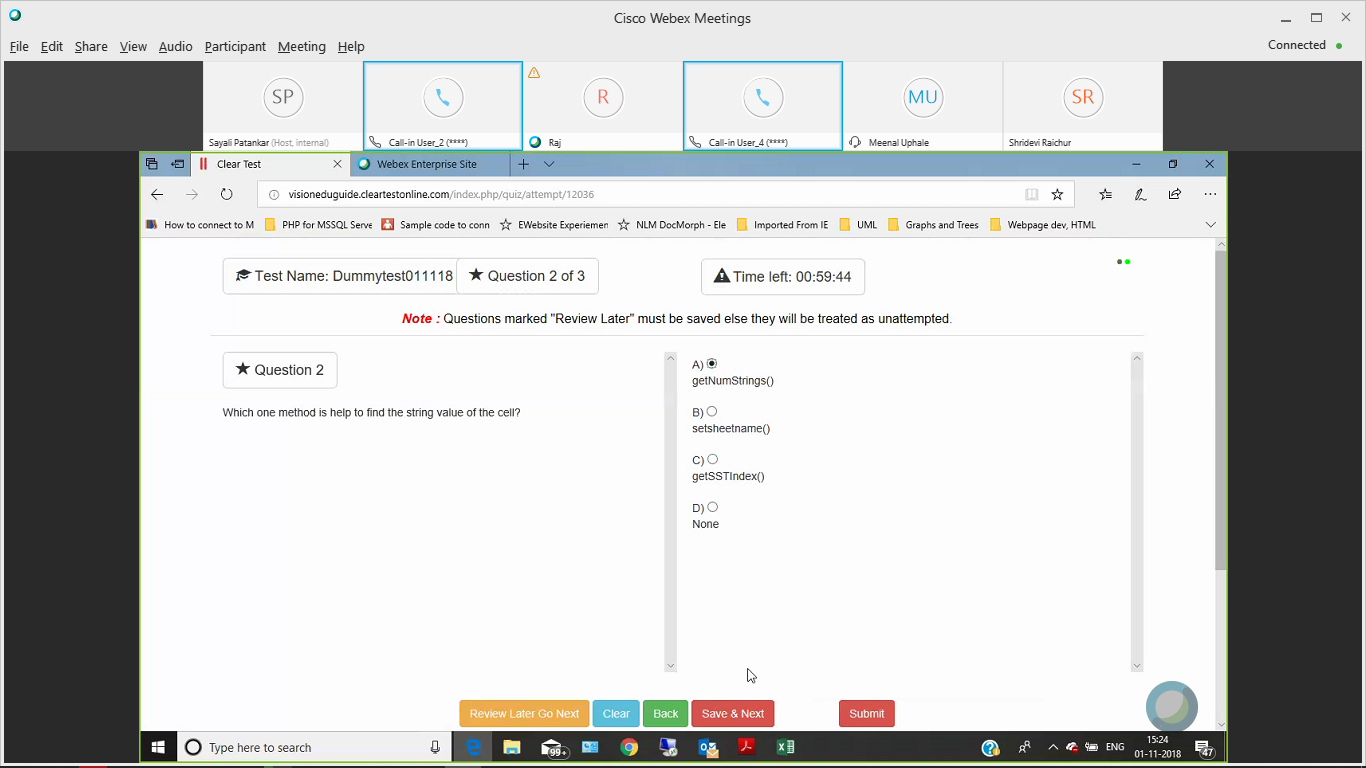 Cisco Webex Meetings
File Edit Share View Audio Participant Meeting Help
Connected
SP
R
MU
SR
Sayali Patankar (Host, internal)
Call-in User_2 (****)
Raj
Call-in User_4 (****)
Meenal Uphale
Shridevi Raichur
Clear Test
Webex Enterprise Site
visioneduguide.cleartestonline.com/index.php/quiz/attempt/12036
How to connect to M
PHP for MSSQL Serve
Sample code to conn
EWebsite Experiemen
NLM DocMorph - Ele
Imported From IE
UML
Graphs and Trees
Webpage dev, HTML
Test Name: Dummytest011118
Question 2 of 3
Time left: 00:59:44
Note : Questions marked "Review Later" must be saved else they will be treated as unattempted.
Question 2
Which one method is help to find the string value of the cell?
A)
getNumStrings()
B)
setsheetname()
C)
getSSTIndex()
D)
None
Review Later Go Next
Clear
Back
Save & Next
Submit
Type here to search
99+
ENG
15:24
01-11-2018
47